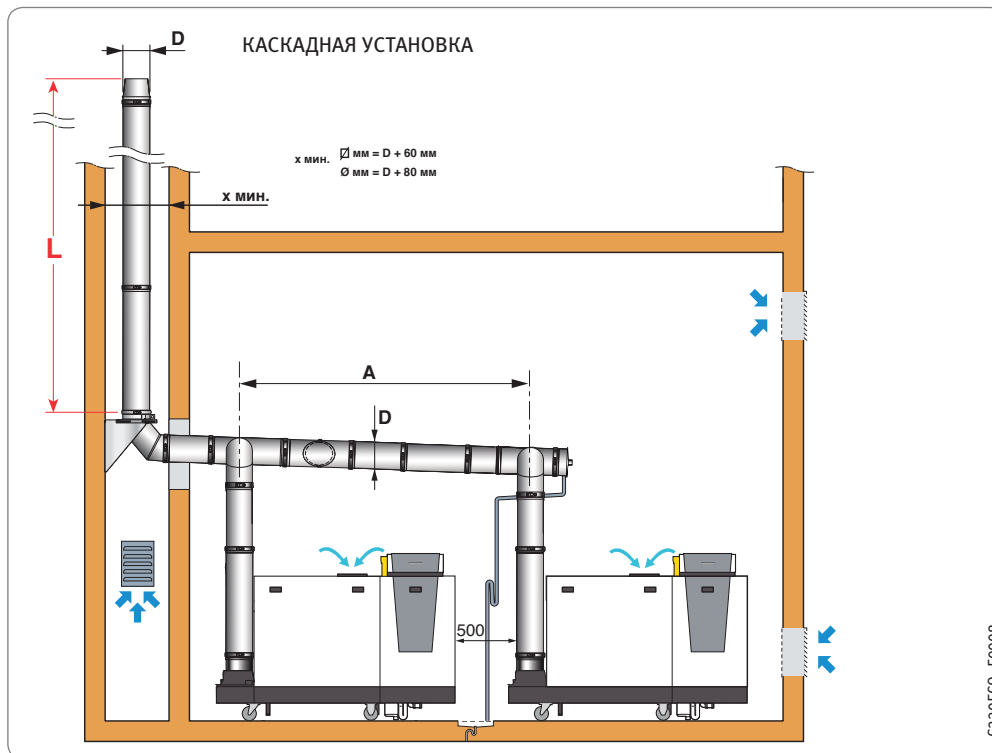 D
КАСКАДНАЯ УСТАНОВКА
x мин. ⌀ мм = D + 60 мм
Ø мм = D + 80 мм
x мин.
L
A
D
500